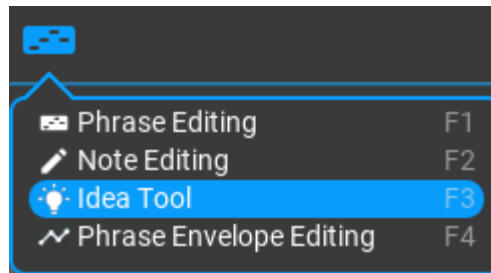 Phrase Editing F1
Note Editing F2
Idea Tool F3
Phrase Envelope Editing F4